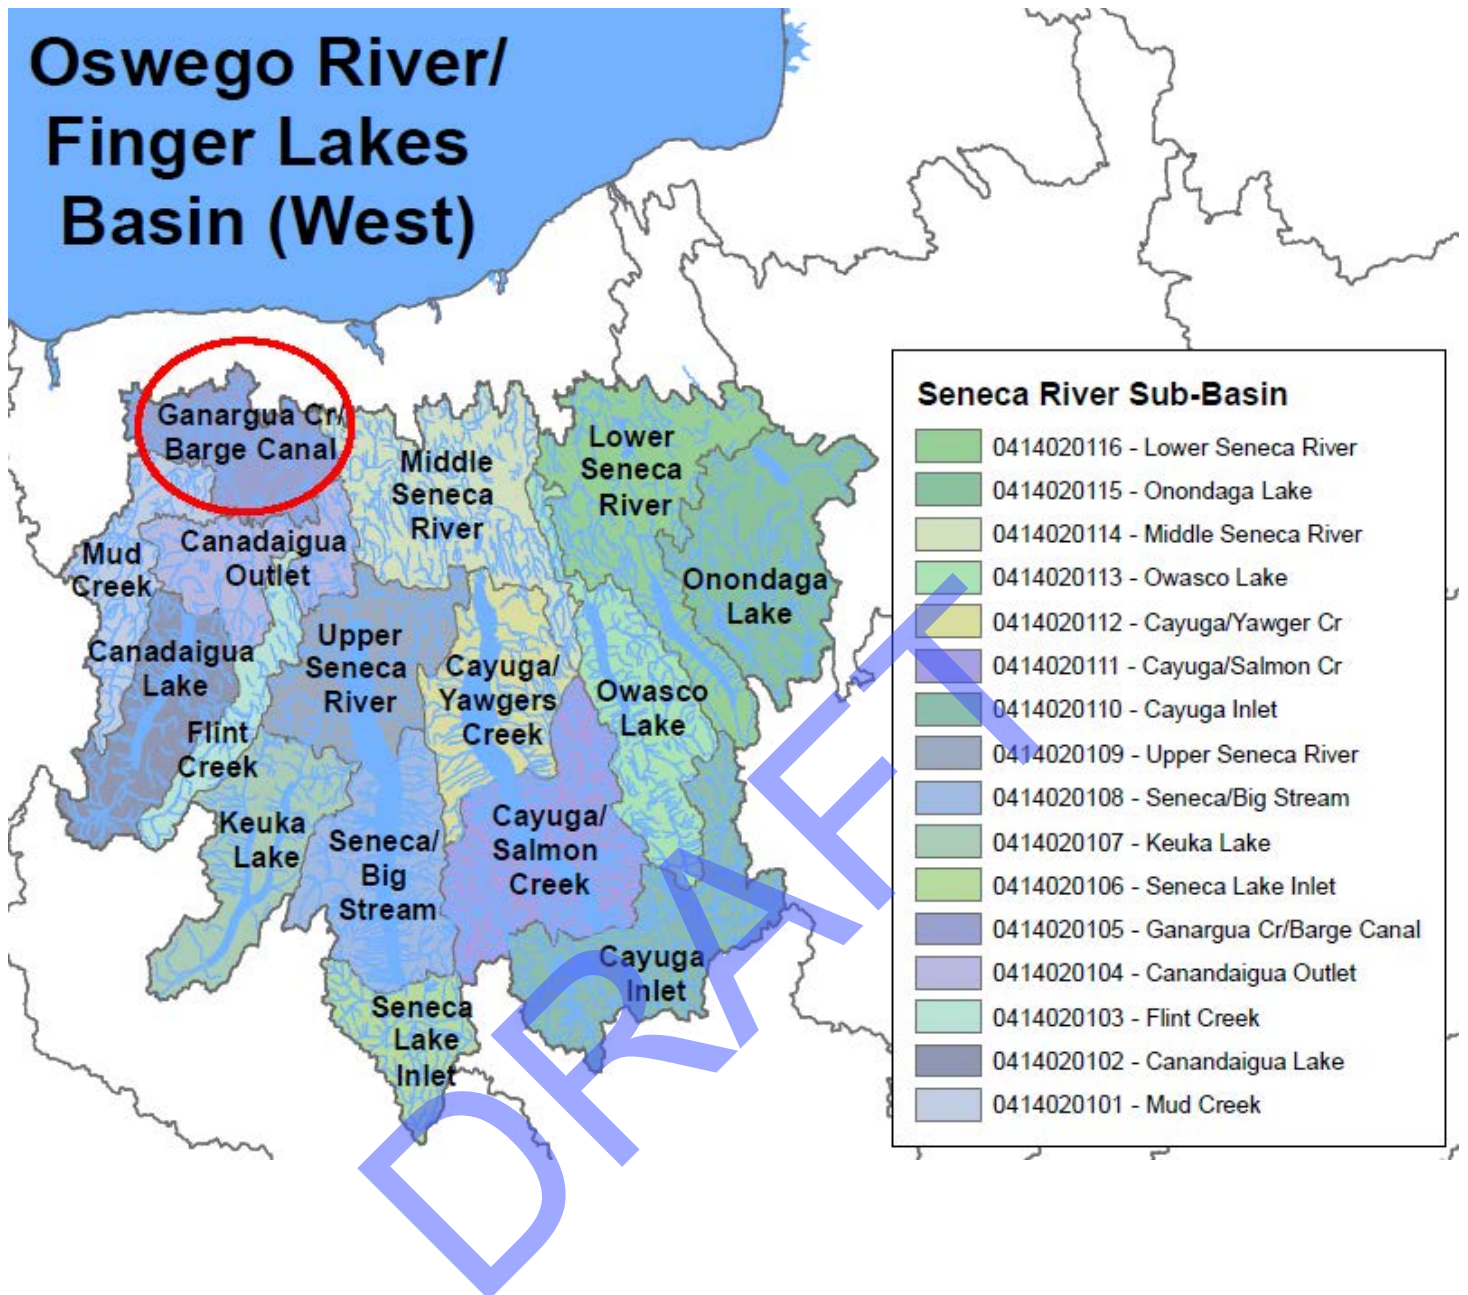 Oswego River/
Finger Lakes
Basin (West)
Ganargua Cr/
Barge Canal
Middle
Seneca
River
Lower
Seneca
River
Mud
Creek
Canadaigua
Outlet
Onondaga
Lake
Canadaigua
Lake
Upper
Seneca
River
Cayuga/
Yawgers
Creek
Owasco
Lake
Flint
Creek
Keuka
Lake
Seneca/
Big
Stream
Cayuga/
Salmon
Creek
Cayuga
Inlet
Seneca
Lake
Inlet
Seneca River Sub-Basin
0414020116 - Lower Seneca River
0414020115 - Onondaga Lake
0414020114 - Middle Seneca River
0414020113 - Owasco Lake
0414020112 - Cayuga/Yawger Cr
0414020111 - Cayuga/Salmon Cr
0414020110 - Cayuga Inlet
0414020109 - Upper Seneca River
0414020108 - Seneca/Big Stream
0414020107 - Keuka Lake
0414020106 - Seneca Lake Inlet
0414020105 - Ganargua Cr/Barge Canal
0414020104 - Canandaigua Outlet
0414020103 - Flint Creek
0414020102 - Canandaigua Lake
0414020101 - Mud Creek
DRAFT